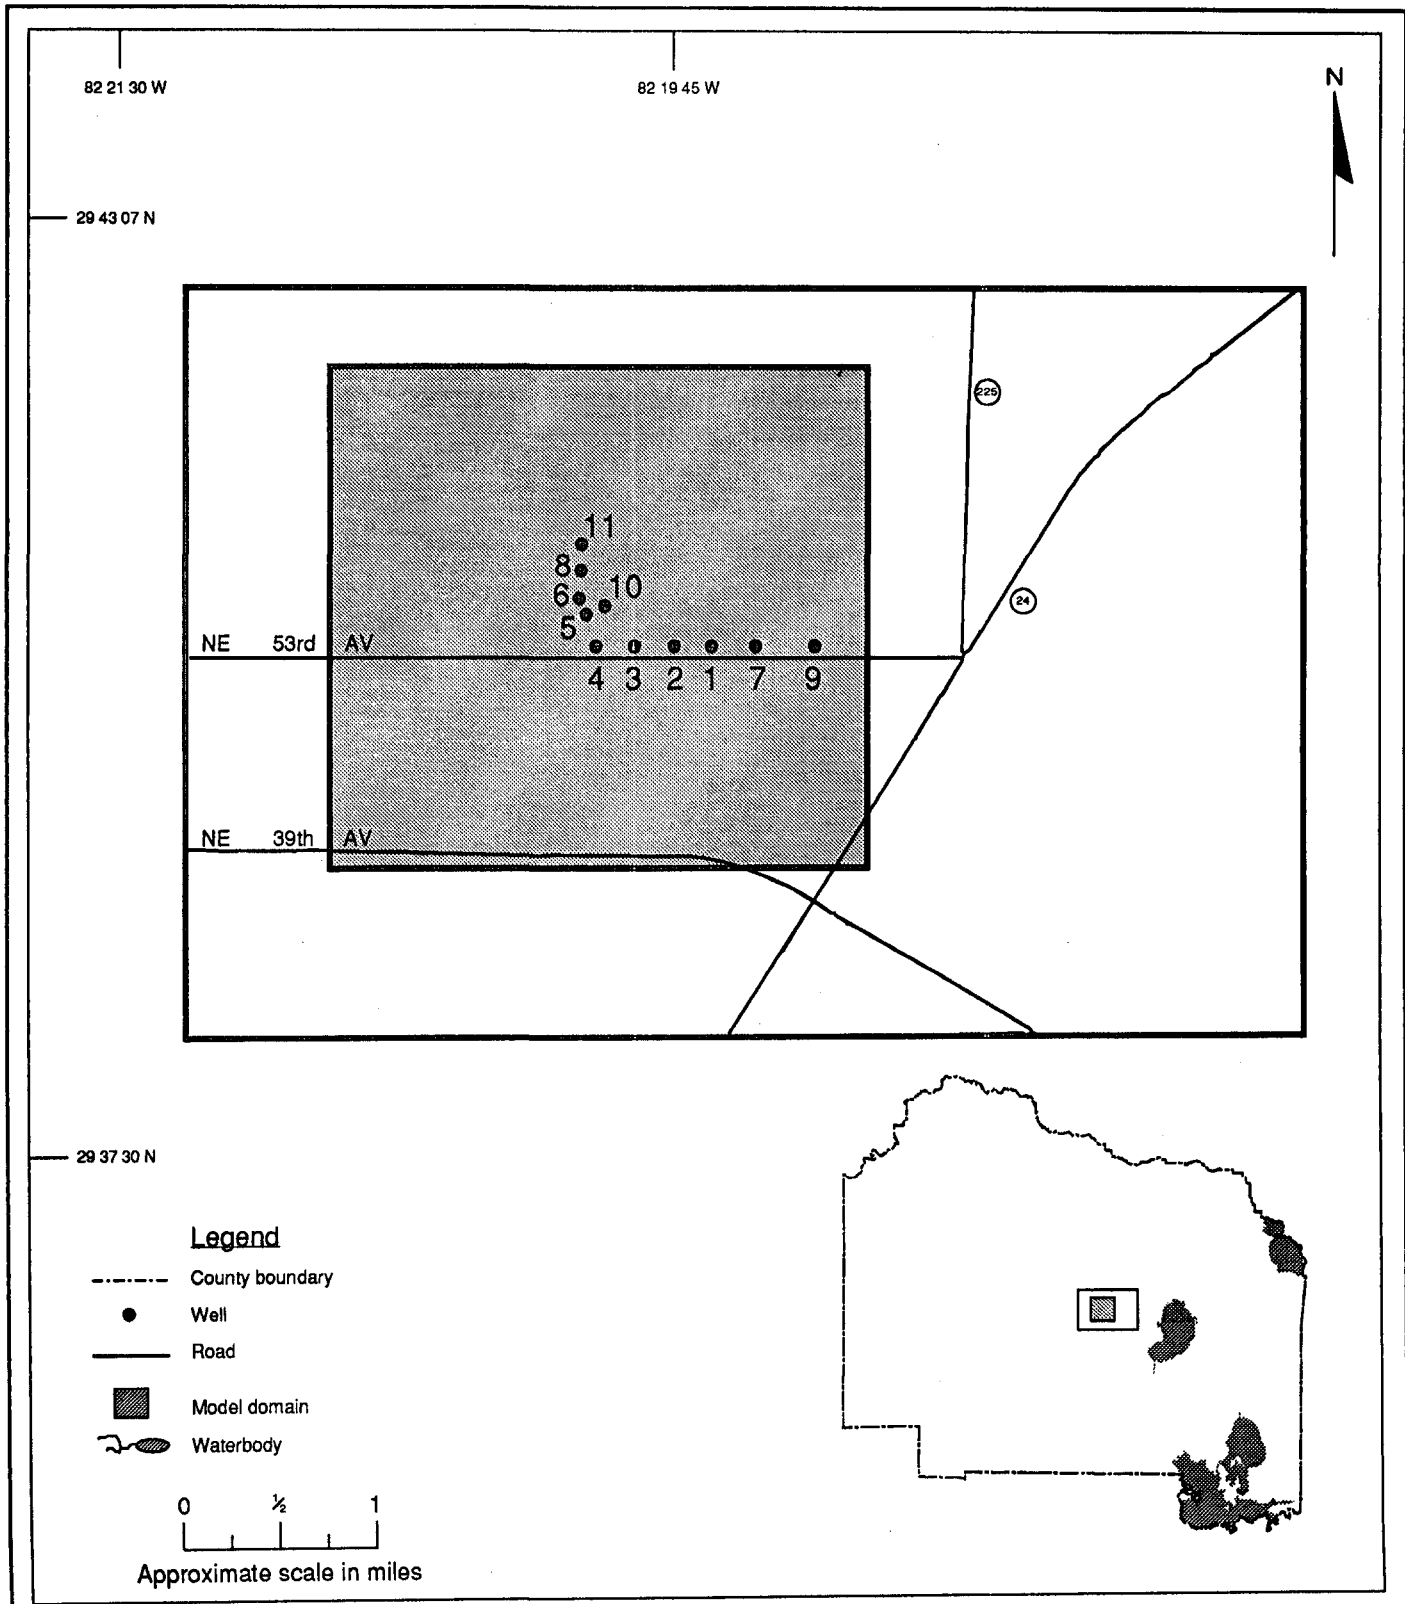 82 21 30 W
82 19 45 W
N
29 43 07 N
225
11
8
10
6
5
24
NE 53rd AV
4 3 2 1 7 9
NE 39th AV
29 37 30 N
Legend
County boundary
Well
Road
Model domain
Waterbody
0 ½ 1
Approximate scale in miles